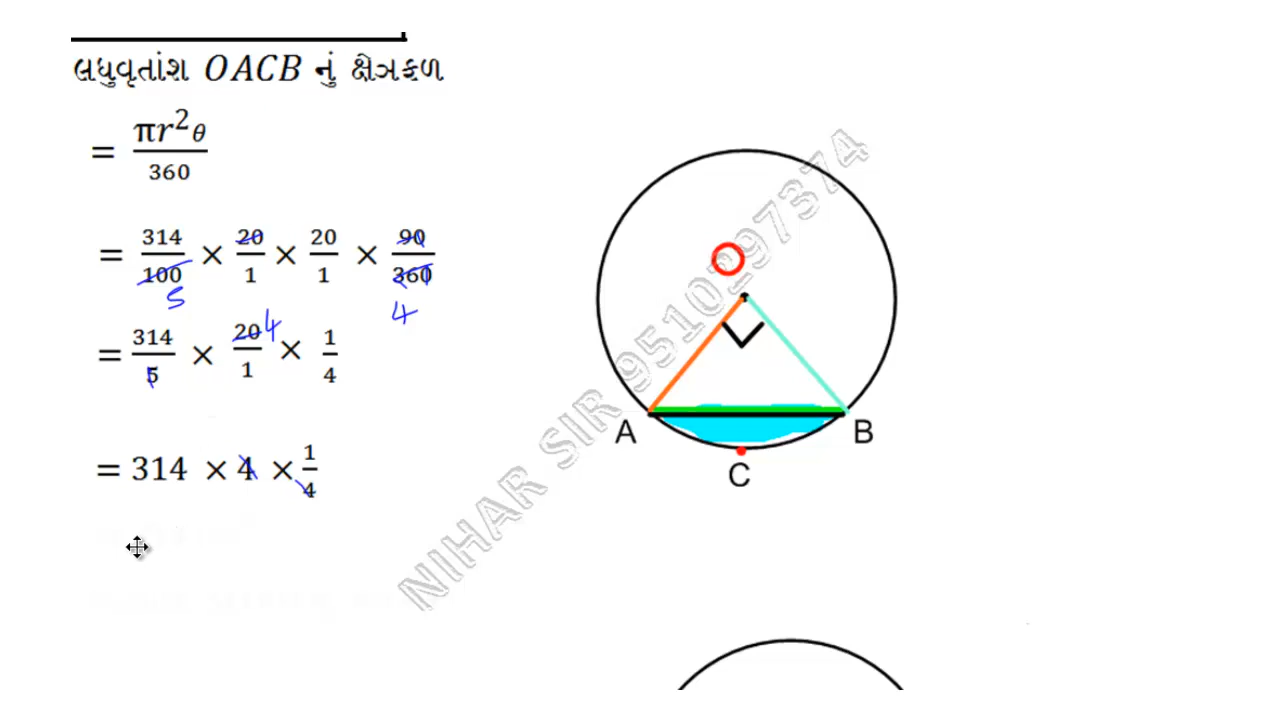 લઘુવૃતાંશ OACB નું ક્ષેત્રફળ
= πr²θ/360
= 314/100 × 20/1 × 20/1 × 90/360
5 4
= 314/5 × 20/1 4 × 1/4
1
= 314 × 4 × 1/4
O
A B
C
NIHAR SIR 9510297374